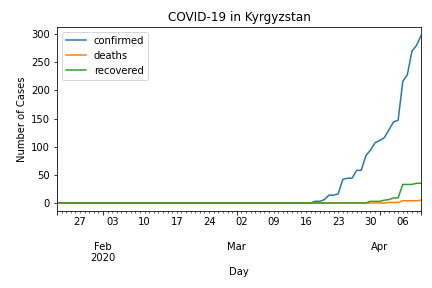 COVID-19 in Kyrgyzstan
confirmed
deaths
recovered
Number of Cases
300
250
200
150
100
50
0
27 03 10 17 24 02 09 16 23 30 06
Feb Mar Apr
2020
Day